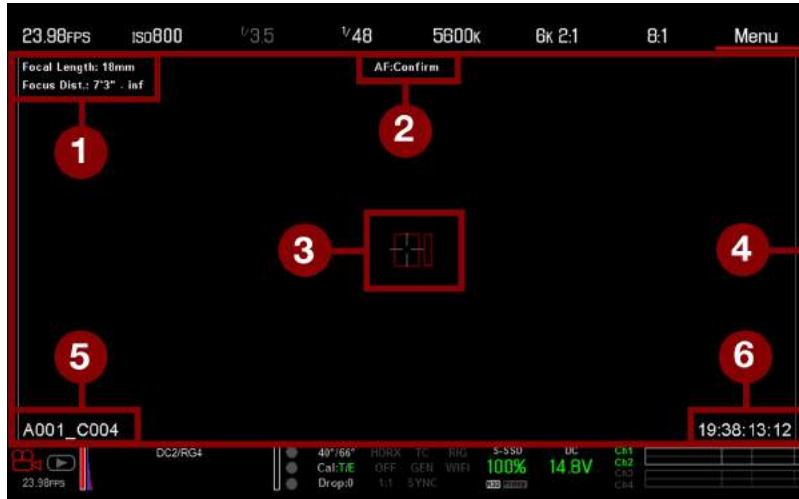 23.98FPS ISO800 1/3.5 1/48 5600K 6K 2:1 8:1 Menu
Focal Length: 18mm
Focus Dist.: 7'3" - inf
AF:Confirm
1
2
3
4
5
6
A001_C004
19:38:13:12
DC2/RG4
40°/66° HDRX TC RIG S-SSD DC Ch1
Cal:T/E OFF GEN WIFI 100% 14.8V Ch2
Drop:0 1:1 SYNC Ch3
23.98FPS
Ch4